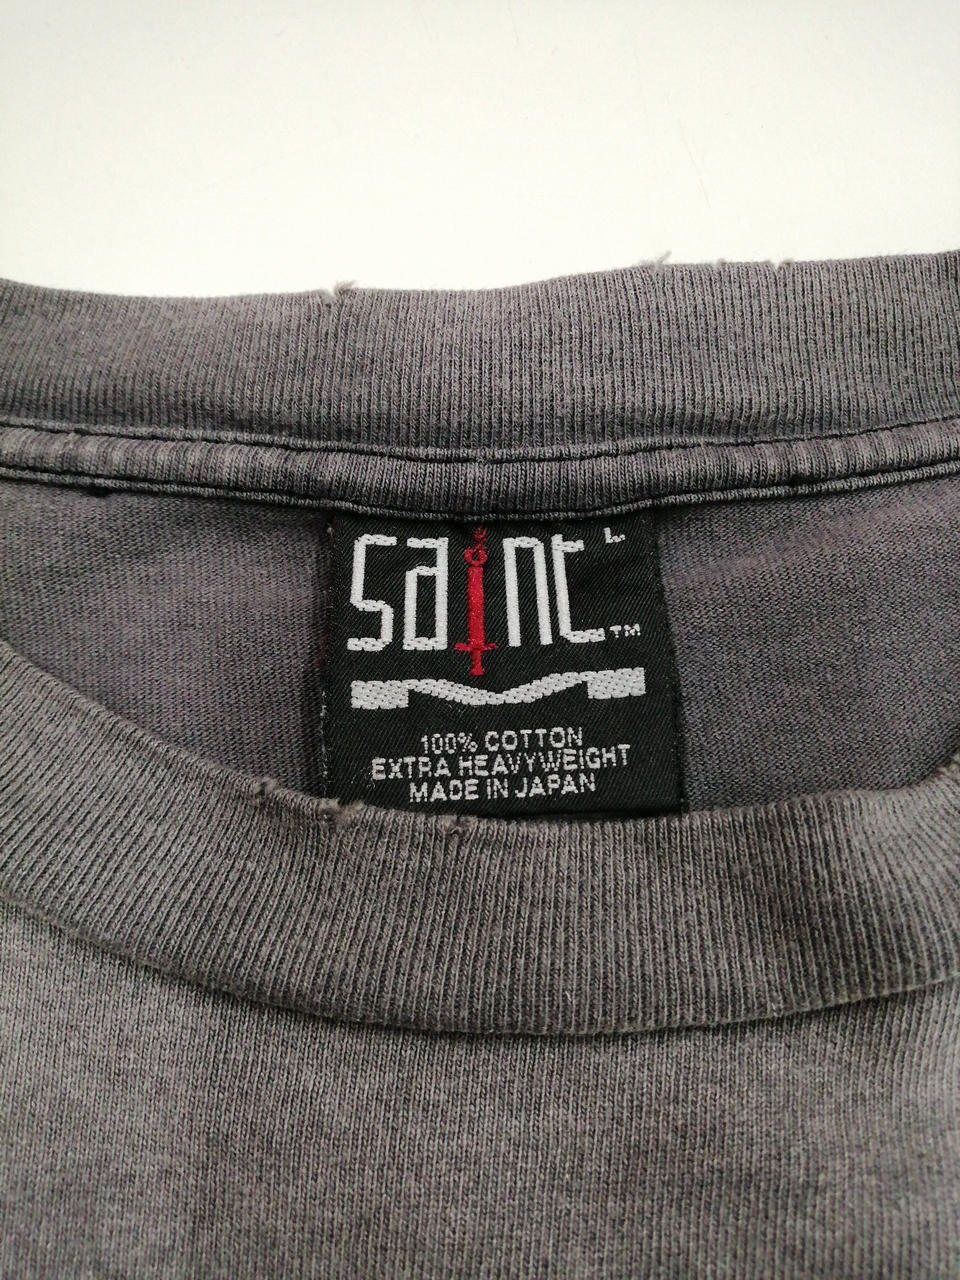 saint L
™
100% COTTON
EXTRA HEAVYWEIGHT
MADE IN JAPAN